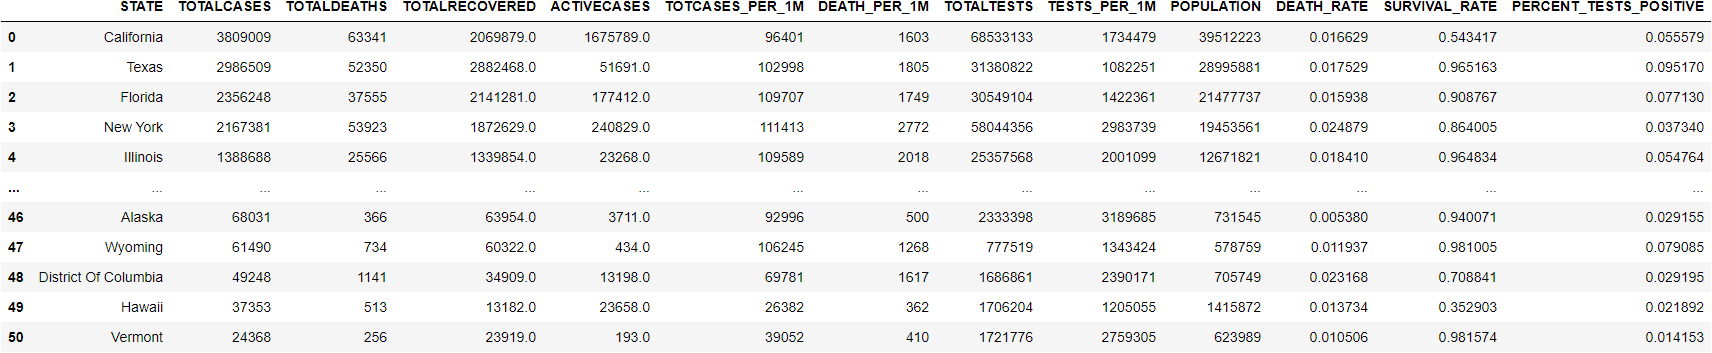 STATE TOTALCASES TOTALDEATHS TOTALRECOVERED ACTIVECASES TOTCASES_PER_1M DEATH_PER_1M TOTALTESTS TESTS_PER_1M POPULATION DEATH_RATE SURVIVAL_RATE PERCENT_TESTS_POSITIVE
0 California 3809009 63341 2069879.0 1675789.0 96401 1603 68533133 1734479 39512223 0.016629 0.543417 0.055579
1 Texas 2986509 52350 2882468.0 51691.0 102998 1805 31380822 1082251 28995881 0.017529 0.965163 0.095170
2 Florida 2356248 37555 2141281.0 177412.0 109707 1749 30549104 1422361 21477737 0.015938 0.908767 0.077130
3 New York 2167381 53923 1872629.0 240829.0 111413 2772 58044356 2983739 19453561 0.024879 0.864005 0.037340
4 Illinois 1388688 25566 1339854.0 23268.0 109589 2018 25357568 2001099 12671821 0.018410 0.964834 0.054764
... ... ... ... ... ... ... ... ... ... ... ... ... ...
46 Alaska 68031 366 63954.0 3711.0 92996 500 2333398 3189685 731545 0.005380 0.940071 0.029155
47 Wyoming 61490 734 60322.0 434.0 106245 1268 777519 1343424 578759 0.011937 0.981005 0.079085
48 District Of Columbia 49248 1141 34909.0 13198.0 69781 1617 1686861 2390171 705749 0.023168 0.708841 0.029195
49 Hawaii 37353 513 13182.0 23658.0 26382 362 1706204 1205055 1415872 0.013734 0.352903 0.021892
50 Vermont 24368 256 23919.0 193.0 39052 410 1721776 2759305 623989 0.010506 0.981574 0.014153